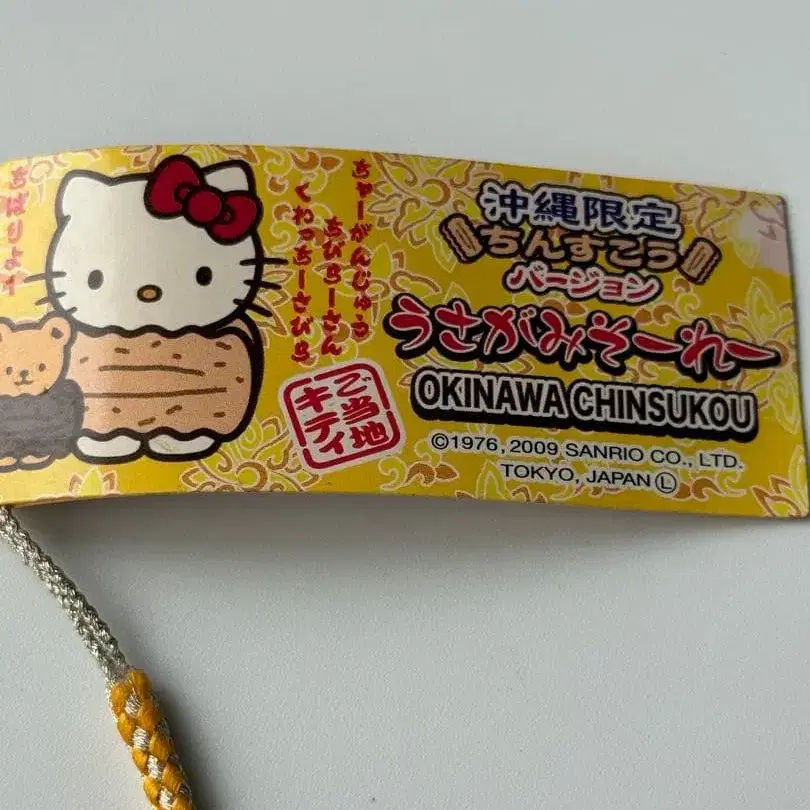 沖縄限定
ちんすこう
バージョン
うさがみそーれー
OKINAWA CHINSUKOU
©1976, 2009 SANRIO CO., LTD.
TOKYO, JAPAN Ⓛ
ちゃーがんじゅう
ちびらーさん
くわっちーさびら
ご当地
キティ
ちばりよー